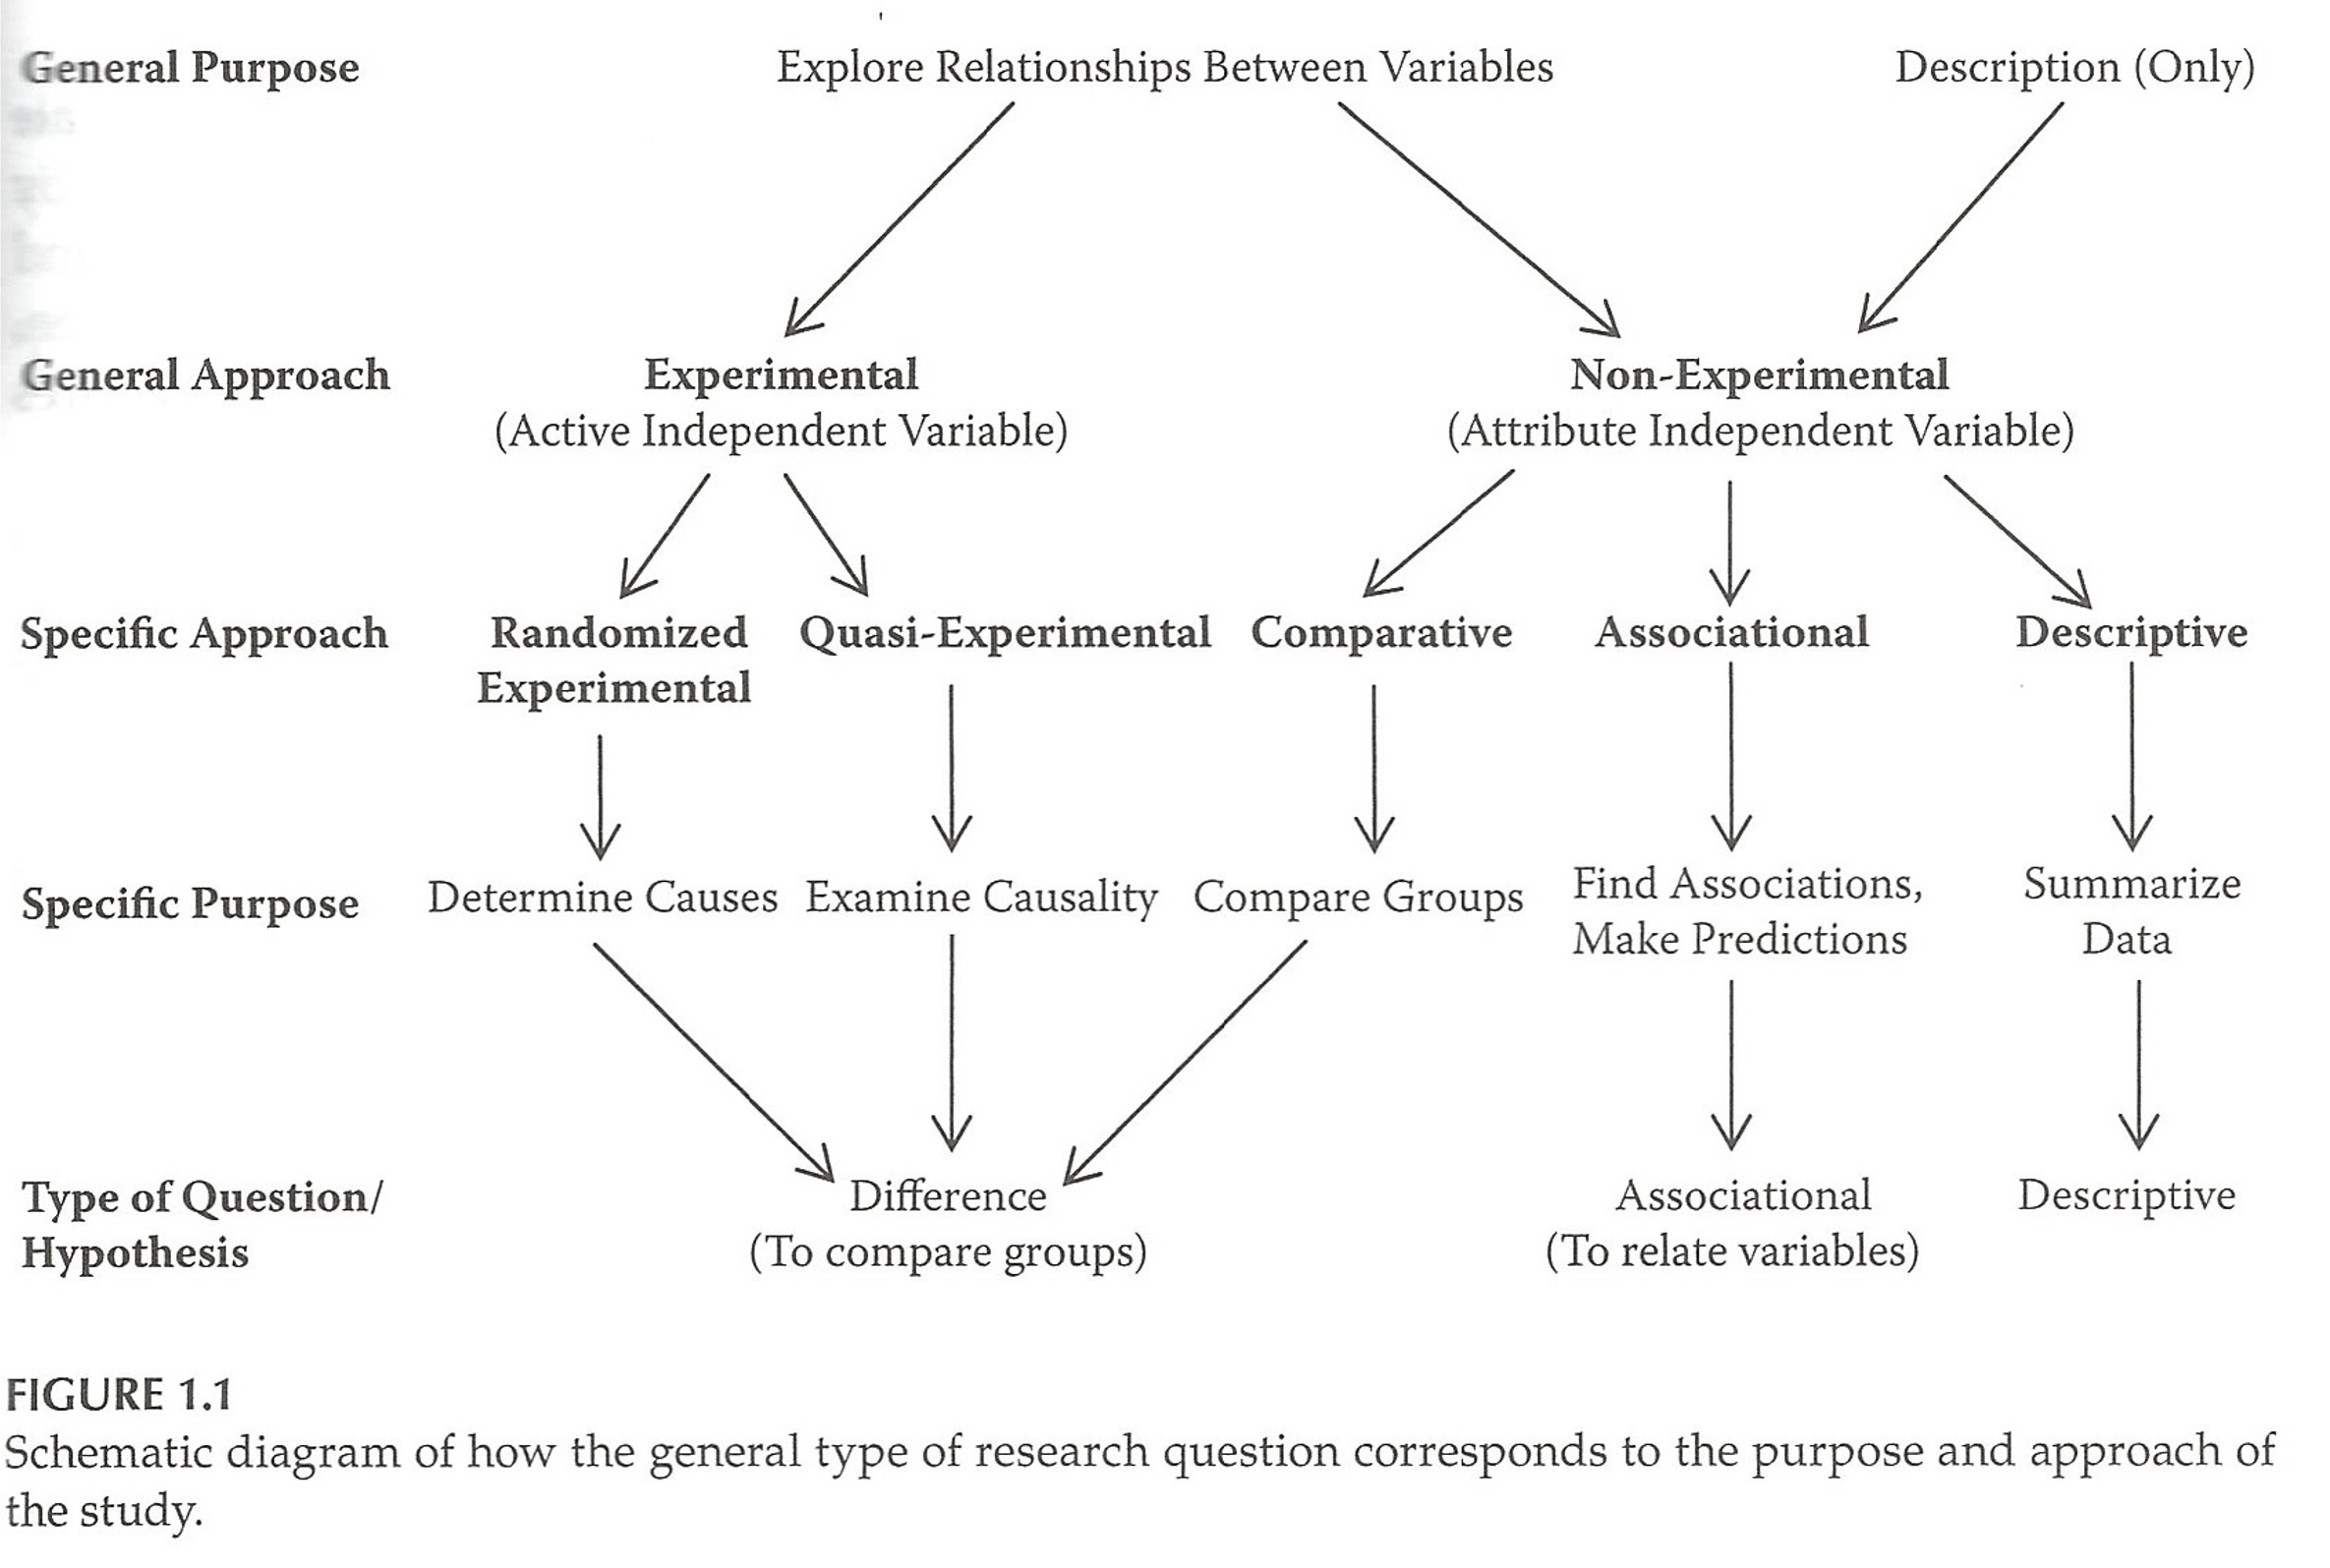 General Purpose
Explore Relationships Between Variables
Description (Only)
General Approach
Experimental
(Active Independent Variable)
Non-Experimental
(Attribute Independent Variable)
Specific Approach
Randomized
Experimental
Quasi-Experimental
Comparative
Associational
Descriptive
Specific Purpose
Determine Causes
Examine Causality
Compare Groups
Find Associations,
Make Predictions
Summarize
Data
Type of Question/
Hypothesis
Difference
(To compare groups)
Associational
(To relate variables)
Descriptive
FIGURE 1.1
Schematic diagram of how the general type of research question corresponds to the purpose and approach of
the study.